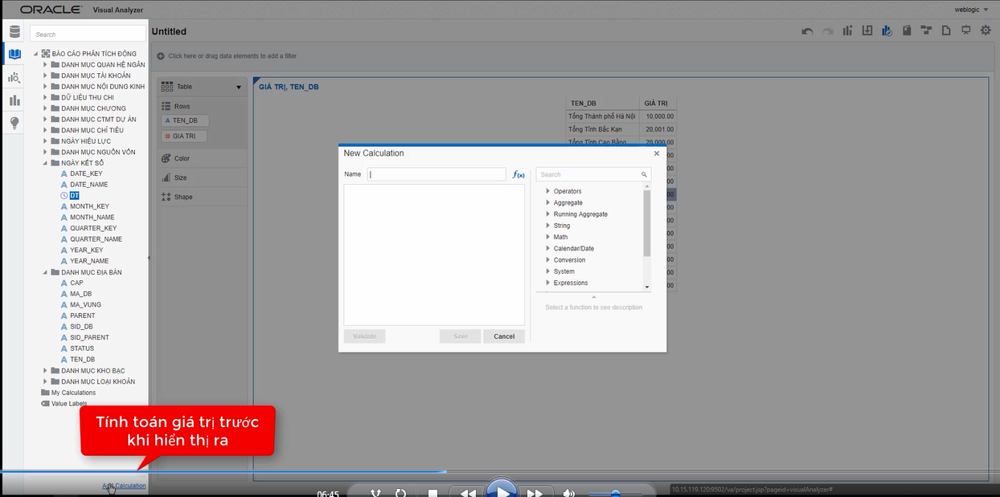 ORACLE Visual Analyzer
weblogic
Search
Untitled
Click here or drag data elements to add a filter
BÁO CÁO PHÂN TÍCH ĐỘNG
DANH MỤC QUAN HỆ NGÂN
DANH MỤC TÀI KHOẢN
DANH MỤC NỘI DUNG KINH
DỮ LIỆU THU CHI
DANH MỤC CHƯƠNG
DANH MỤC CTMT DỰ ÁN
DANH MỤC CHỈ TIÊU
NGÀY HIỆU LỰC
DANH MỤC NGUỒN VỐN
NGÀY KẾT SỔ
DATE_KEY
DATE_NAME
DT
MONTH_KEY
MONTH_NAME
QUARTER_KEY
QUARTER_NAME
YEAR_KEY
YEAR_NAME
DANH MỤC ĐỊA BÀN
CAP
MA_DB
MA_VUNG
PARENT
SID_DB
SID_PARENT
STATUS
TEN_DB
DANH MỤC KHO BẠC
DANH MỤC LOẠI KHOẢN
My Calculations
Value Labels
Add Calculation
Table
Rows
TEN_DB
GIÁ TRỊ
Color
Size
Shape
GIÁ TRỊ, TEN_DB
TEN_DB GIÁ TRỊ
Tổng Thành phố Hà Nội 10,000.00
Tổng Tỉnh Bắc Kạn 20,001.00
Tổng Tỉnh Cao Bằng 20,000.00
New Calculation
Name
f(x)
Search
Operators
Aggregate
Running Aggregate
String
Math
Calendar/Date
Conversion
System
Expressions
Select a function to see description
Validate
Save
Cancel
Tính toán giá trị trước
khi hiển thị ra
06:45
10.15.119.120:9502/va/project.jsp?pageid=visualAnalyzer#